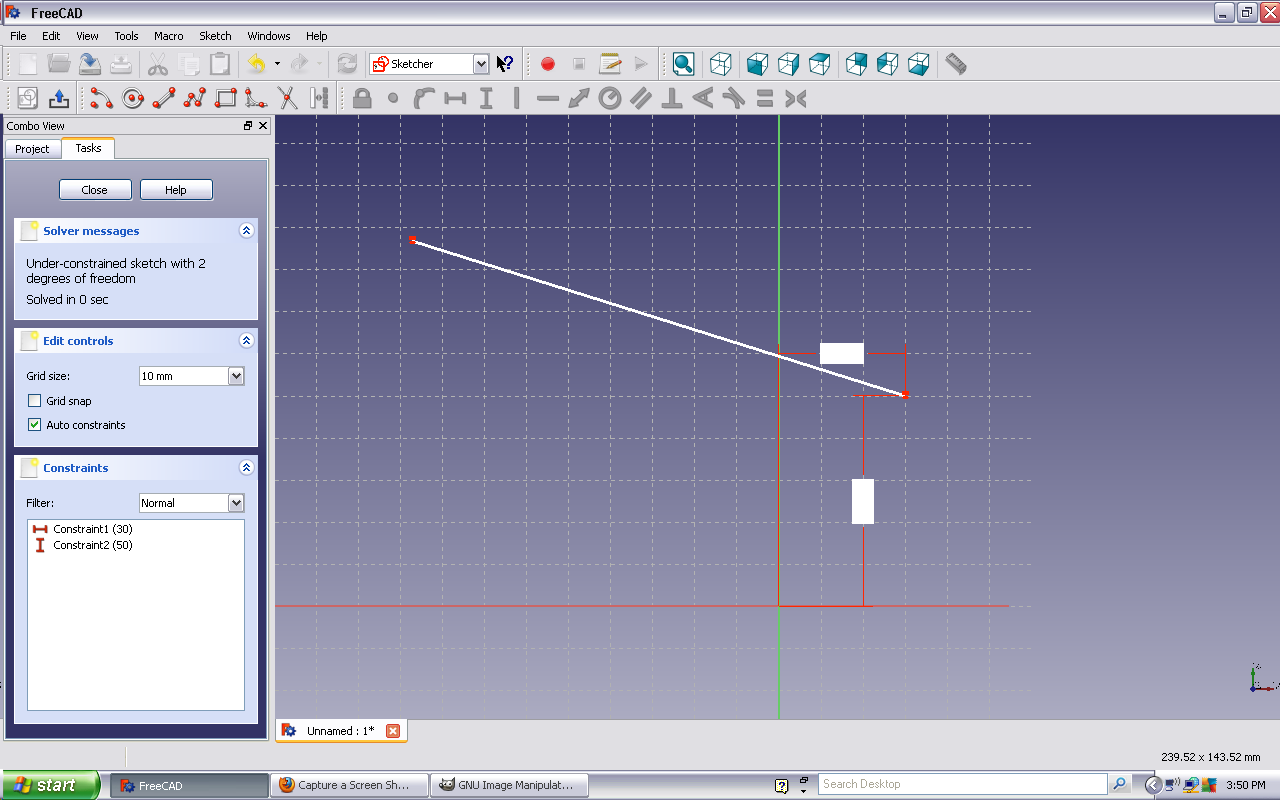 FreeCAD
File Edit View Tools Macro Sketch Windows Help
Sketcher
Combo View
Project Tasks
Close Help
Solver messages
Under-constrained sketch with 2
degrees of freedom
Solved in 0 sec
Edit controls
Grid size: 10 mm
Grid snap
Auto constraints
Constraints
Filter: Normal
Constraint1 (30)
Constraint2 (50)
Unnamed : 1*
239.52 x 143.52 mm
start FreeCAD Capture a Screen Sh... GNU Image Manipulat... Search Desktop 3:50 PM